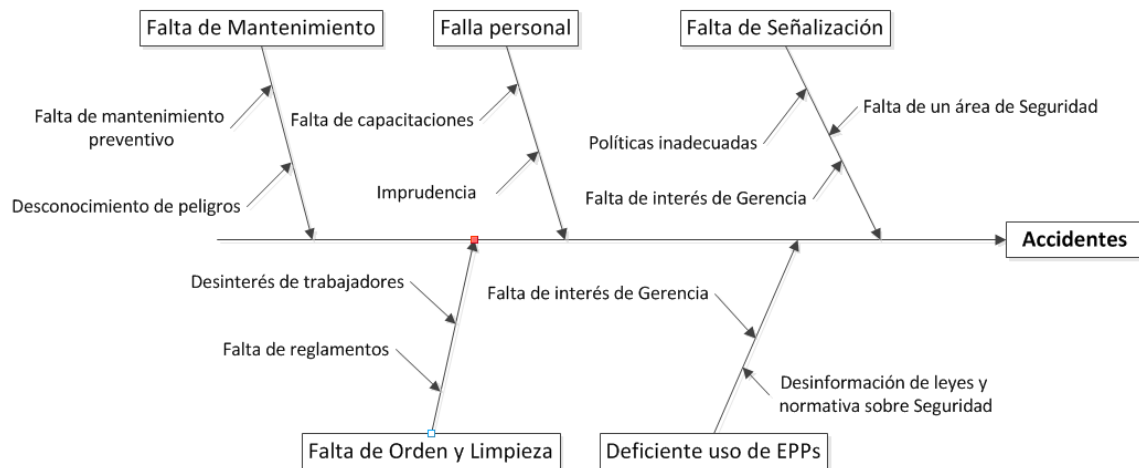 Falta de Mantenimiento
Falla personal
Falta de Señalización
Falta de mantenimiento
preventivo
Falta de capacitaciones
Falta de un área de Seguridad
Políticas inadecuadas
Desconocimiento de peligros
Imprudencia
Falta de interés de Gerencia
Accidentes
Desinterés de trabajadores
Falta de interés de Gerencia
Falta de reglamentos
Desinformación de leyes y
normativa sobre Seguridad
Falta de Orden y Limpieza
Deficiente uso de EPPs